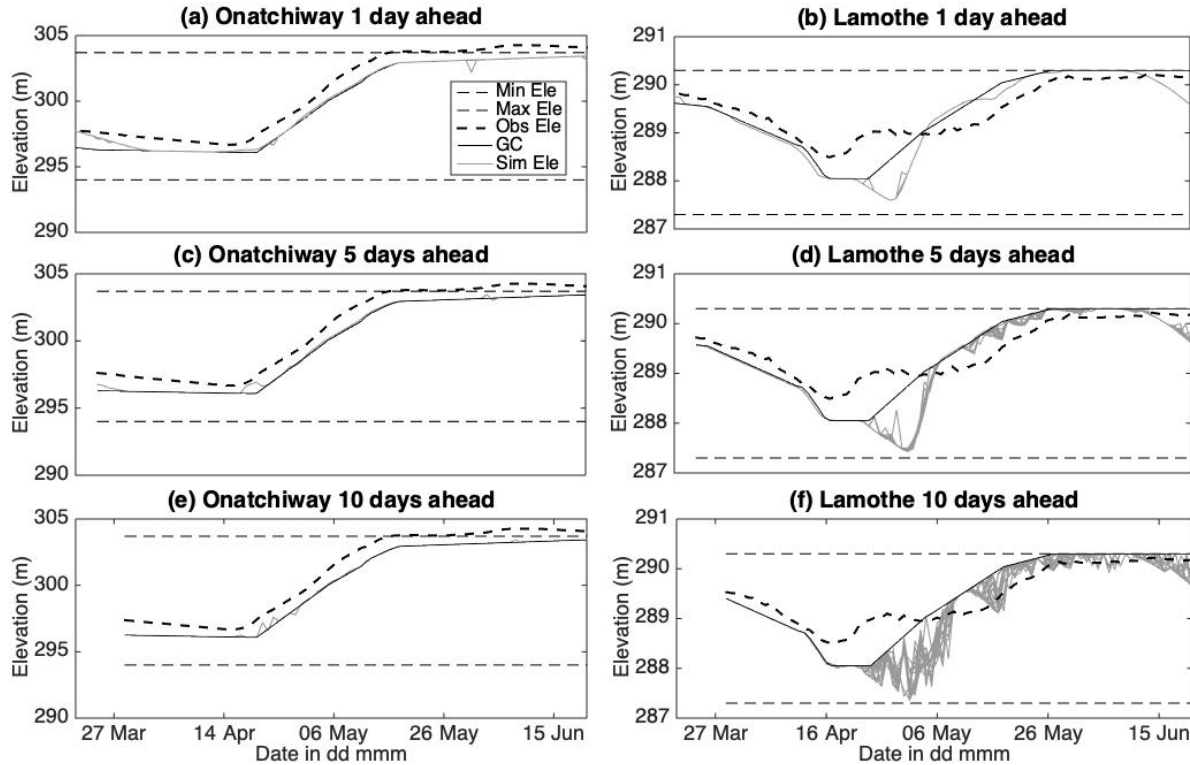 (a) Onatchiway 1 day ahead
(b) Lamothe 1 day ahead
305
300
295
290
Elevation (m)
Min Ele
Max Ele
Obs Ele
GC
Sim Ele
291
290
289
288
287
Elevation (m)
(c) Onatchiway 5 days ahead
(d) Lamothe 5 days ahead
305
300
295
290
Elevation (m)
291
290
289
288
287
Elevation (m)
(e) Onatchiway 10 days ahead
(f) Lamothe 10 days ahead
305
300
295
290
Elevation (m)
291
290
289
288
287
Elevation (m)
27 Mar 14 Apr 06 May 26 May 15 Jun
Date in dd mmm
27 Mar 16 Apr 06 May 26 May 15 Jun
Date in dd mmm